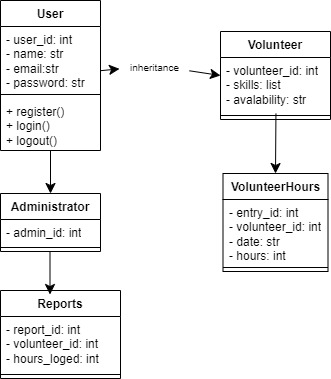 User
- user_id: int
- name: str
- email:str
- password: str
+ register()
+ login()
+ logout()
inheritance
Volunteer
- volunteer_id: int
- skills: list
- avalability: str
Administrator
- admin_id: int
VolunteerHours
- entry_id: int
- volunteer_id: int
- date: str
- hours: int
Reports
- report_id: int
- volunteer_id: int
- hours_loged: int